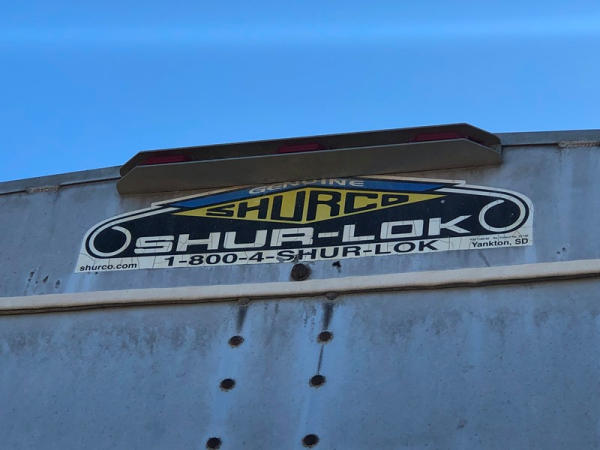 GENUINE
SHURCO
SHUR-LOK
1-800-4-SHUR-LOK
shurco.com
Yankton, SD